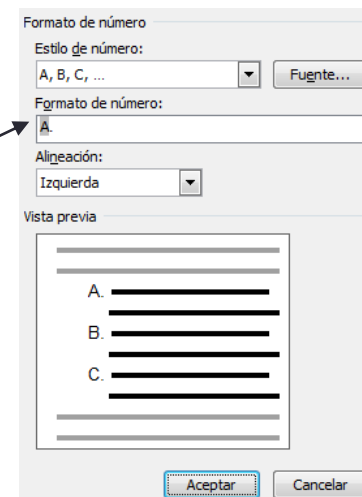 Formato de número
Estilo de número:
A, B, C, ...
Fuente...
Formato de número:
A.
Alineación:
Izquierda
Vista previa
A.
B.
C.
Aceptar
Cancelar